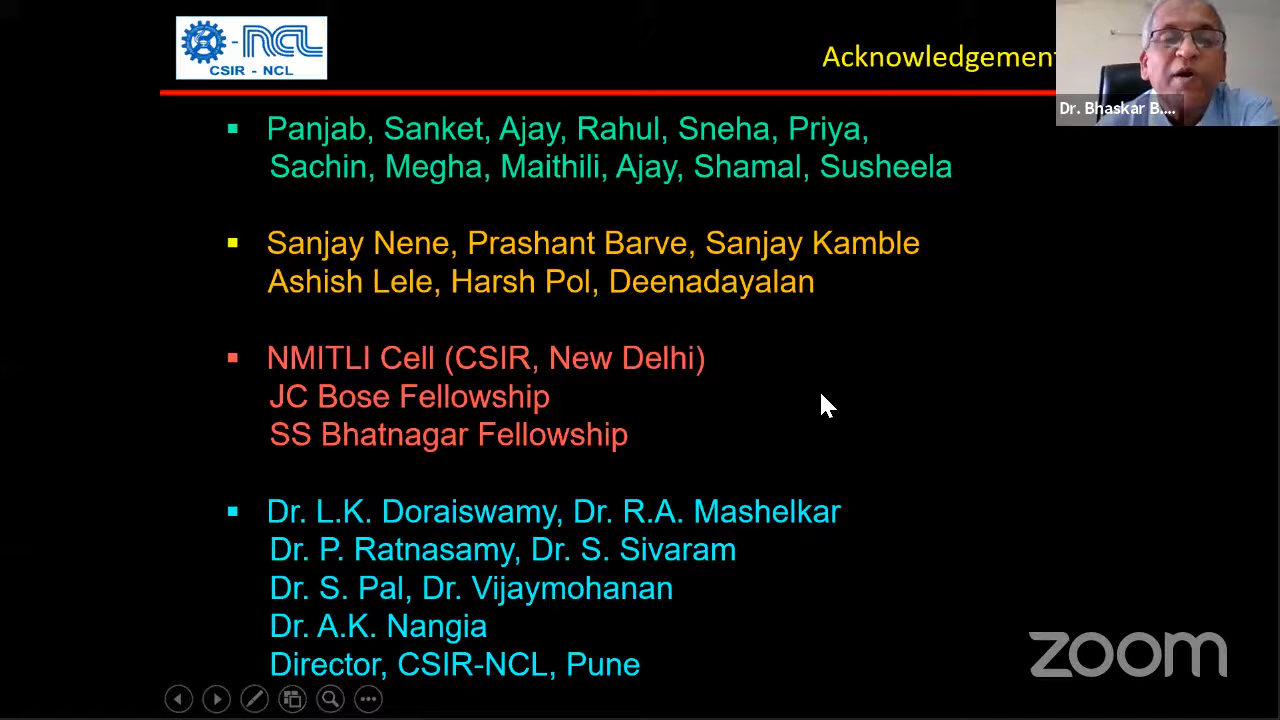 NCL
CSIR - NCL
Acknowledgement
Dr. Bhaskar B....
Panjab, Sanket, Ajay, Rahul, Sneha, Priya,
Sachin, Megha, Maithili, Ajay, Shamal, Susheela
Sanjay Nene, Prashant Barve, Sanjay Kamble
Ashish Lele, Harsh Pol, Deenadayalan
NMITLI Cell (CSIR, New Delhi)
JC Bose Fellowship
SS Bhatnagar Fellowship
Dr. L.K. Doraiswamy, Dr. R.A. Mashelkar
Dr. P. Ratnasamy, Dr. S. Sivaram
Dr. S. Pal, Dr. Vijaymohanan
Dr. A.K. Nangia
Director, CSIR-NCL, Pune
zoom